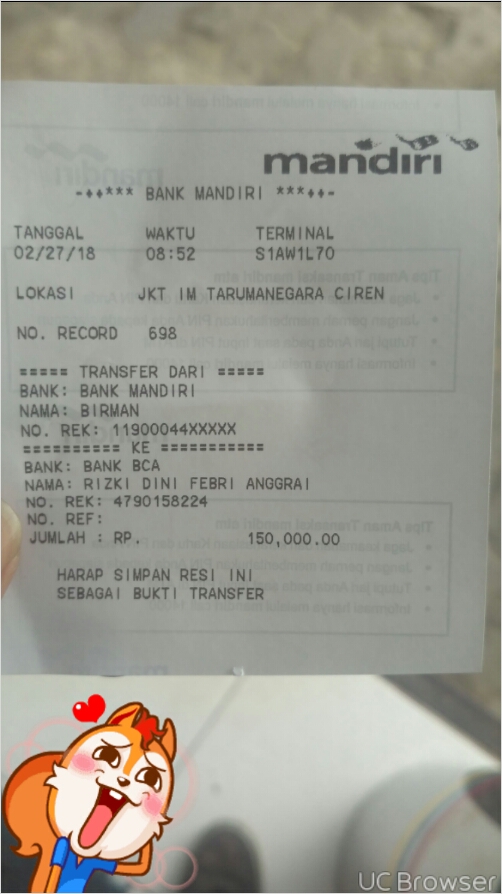 mandiri
-♦♦*** BANK MANDIRI ***♦♦-
TANGGAL WAKTU TERMINAL
02/27/18 08:52 S1AW1L70
LOKASI JKT IM TARUMANEGARA CIREN
NO. RECORD 698
===== TRANSFER DARI =====
BANK: BANK MANDIRI
NAMA: BIRMAN
NO. REK: 11900044XXXXX
========== KE ===========
BANK: BANK BCA
NAMA: RIZKI DINI FEBRI ANGGRAI
NO. REK: 4790158224
NO. REF:
JUMLAH : RP. 150,000.00
HARAP SIMPAN RESI INI
SEBAGAI BUKTI TRANSFER
UC Browser